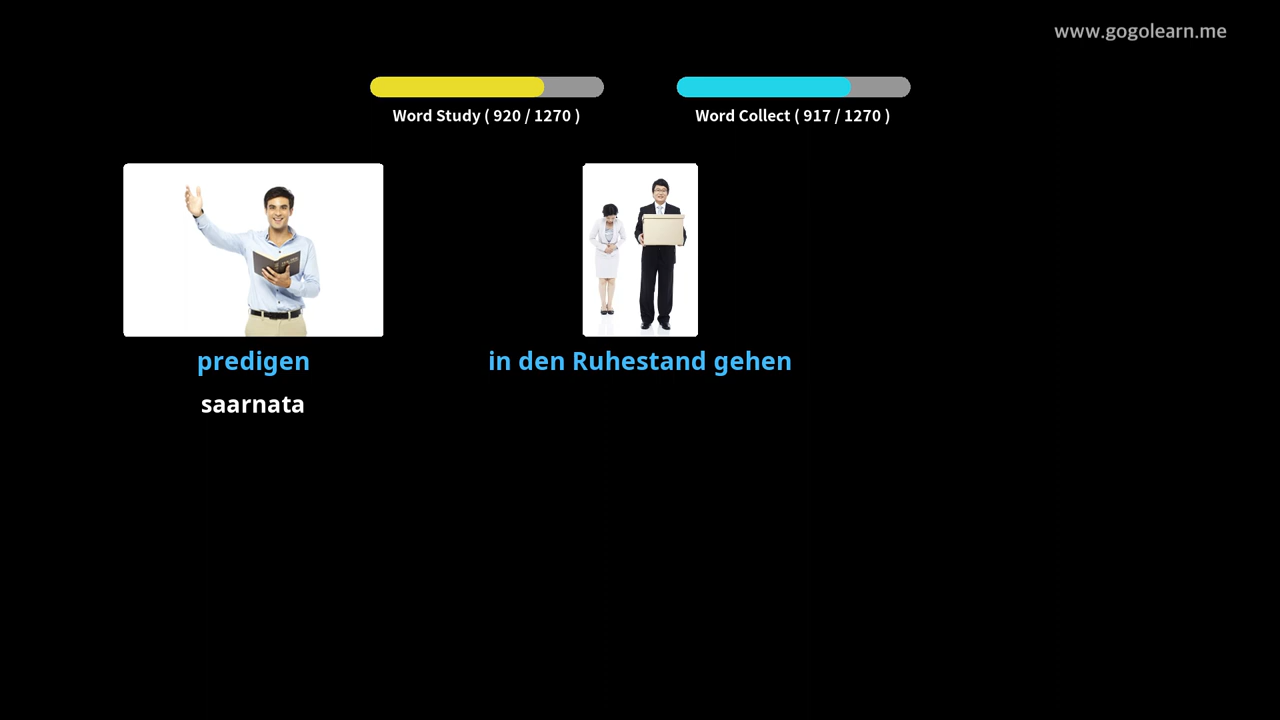 www.gogolearn.me
Word Study ( 920 / 1270 )
Word Collect ( 917 / 1270 )
predigen
in den Ruhestand gehen
saarnata